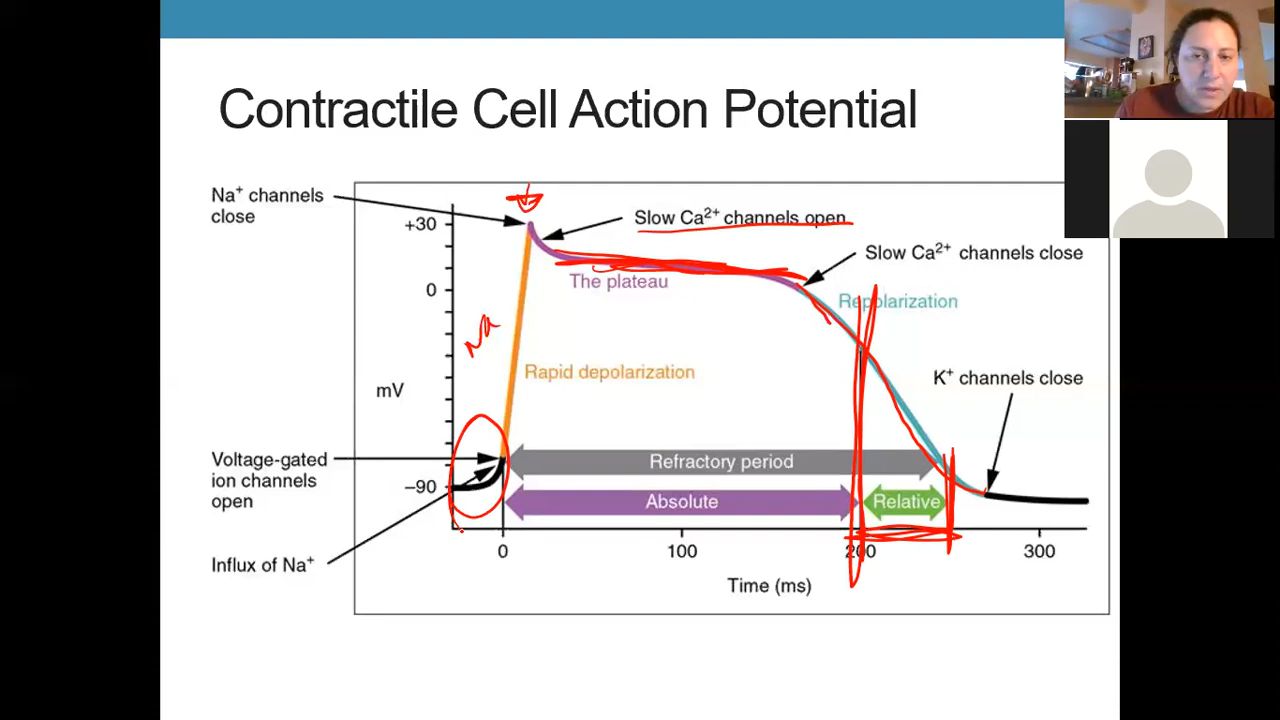 Contractile Cell Action Potential
Na⁺ channels
close
+30
Slow Ca²⁺ channels open
Slow Ca²⁺ channels close
The plateau
0
Repolarization
Na
Rapid depolarization
K⁺ channels close
mV
Voltage-gated
ion channels
open
Refractory period
–90
Absolute
Relative
Influx of Na⁺
0
100
200
300
Time (ms)